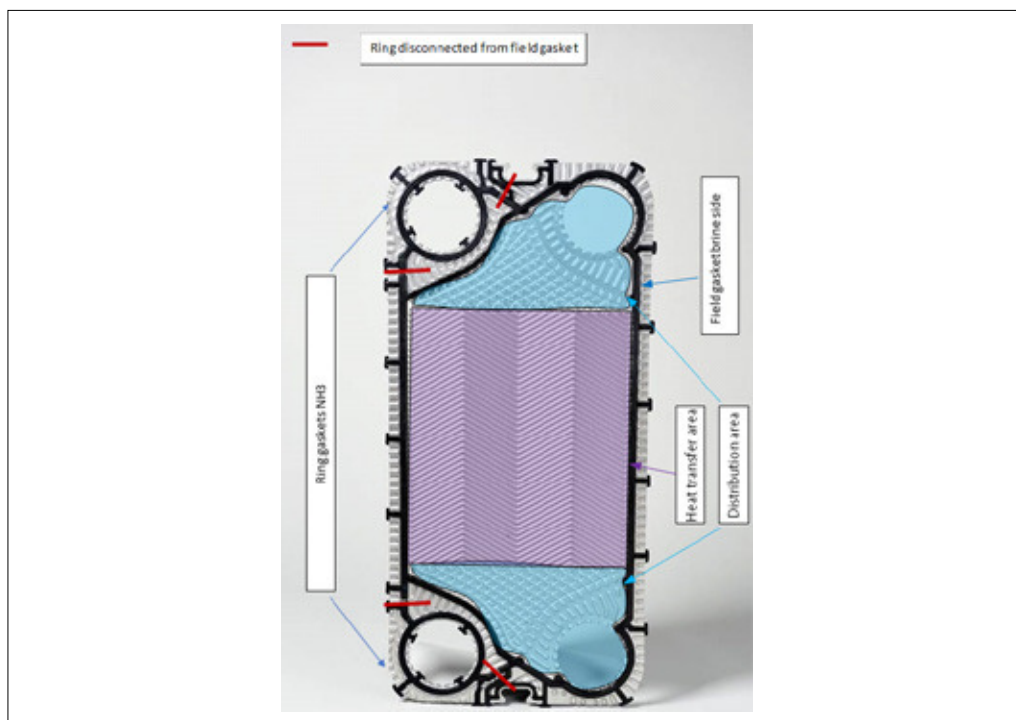 Ring disconnected from field gasket
Ring gaskets NH3
Field gasket brine side
Heat transfer area
Distribution area